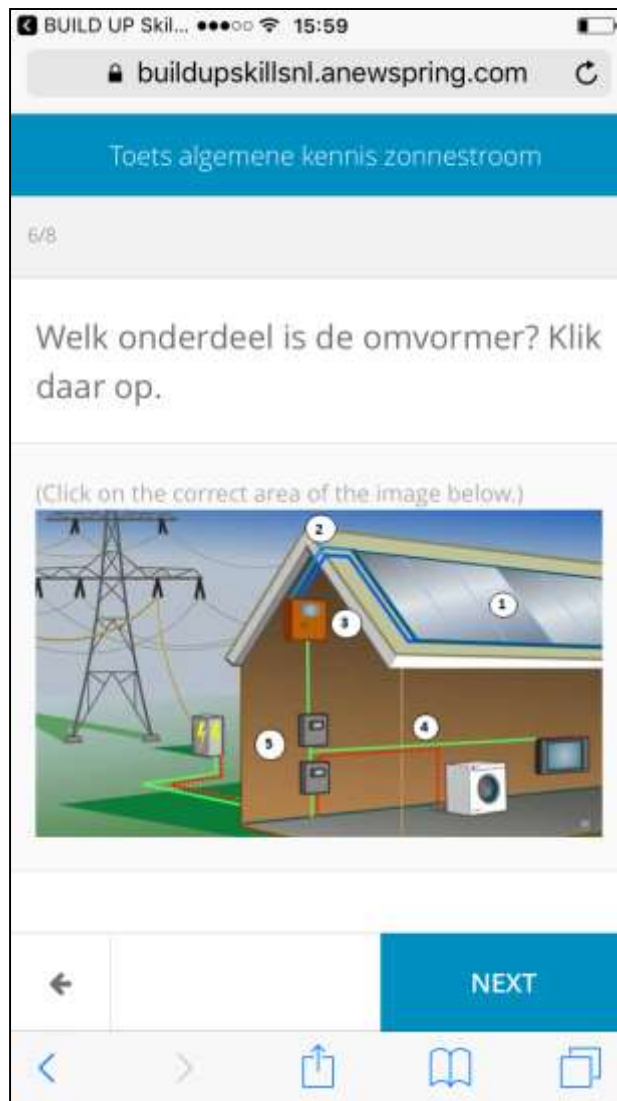 BUILD UP Skil... 15:59
buildupskillsnl.anewspring.com
Toets algemene kennis zonnestroom
6/8
Welk onderdeel is de omvormer? Klik
daar op.
(Click on the correct area of the image below.)
2
1
3
4
5
NEXT